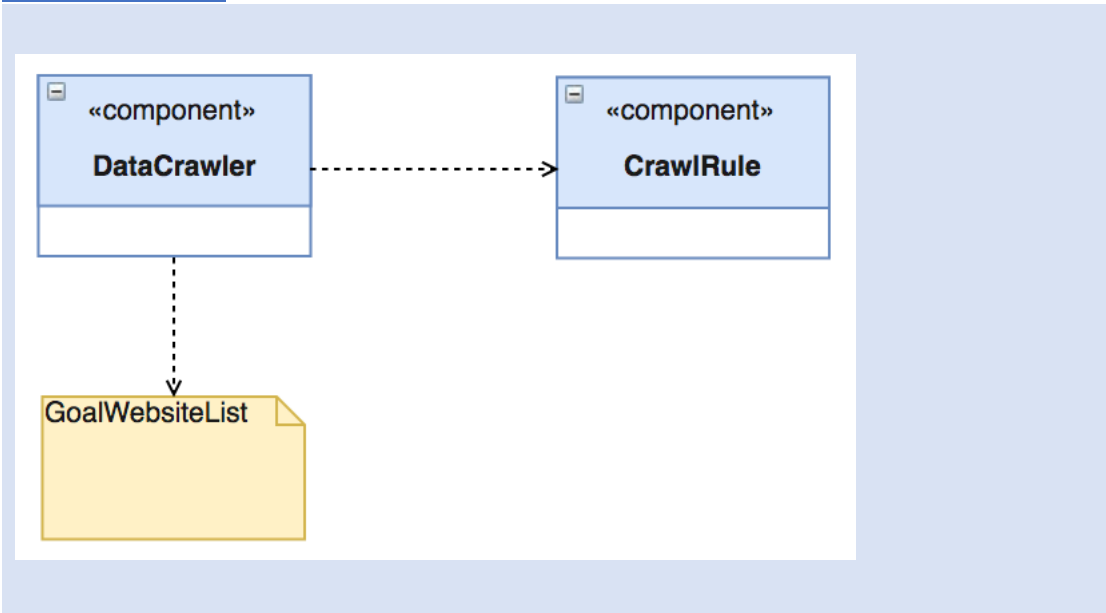 «component»
DataCrawler
«component»
CrawlRule
GoalWebsiteList